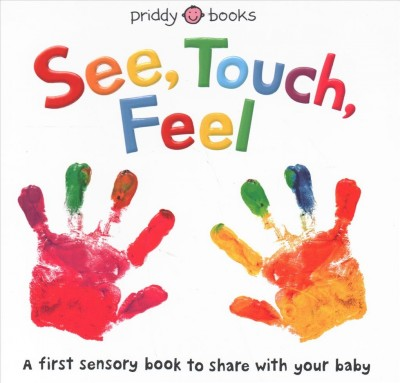 priddy books
See, Touch,
Feel
A first sensory book to share with your baby